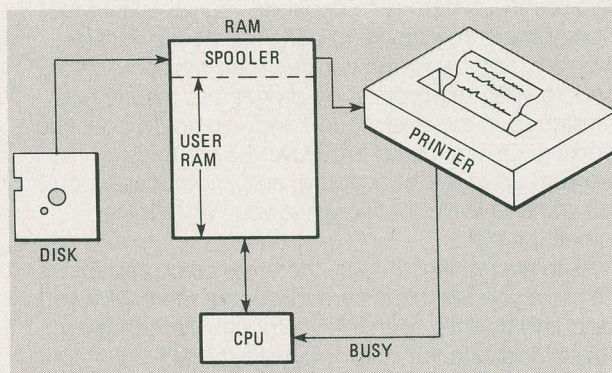 RAM
SPOOLER
USER
RAM
PRINTER
DISK
CPU
BUSY